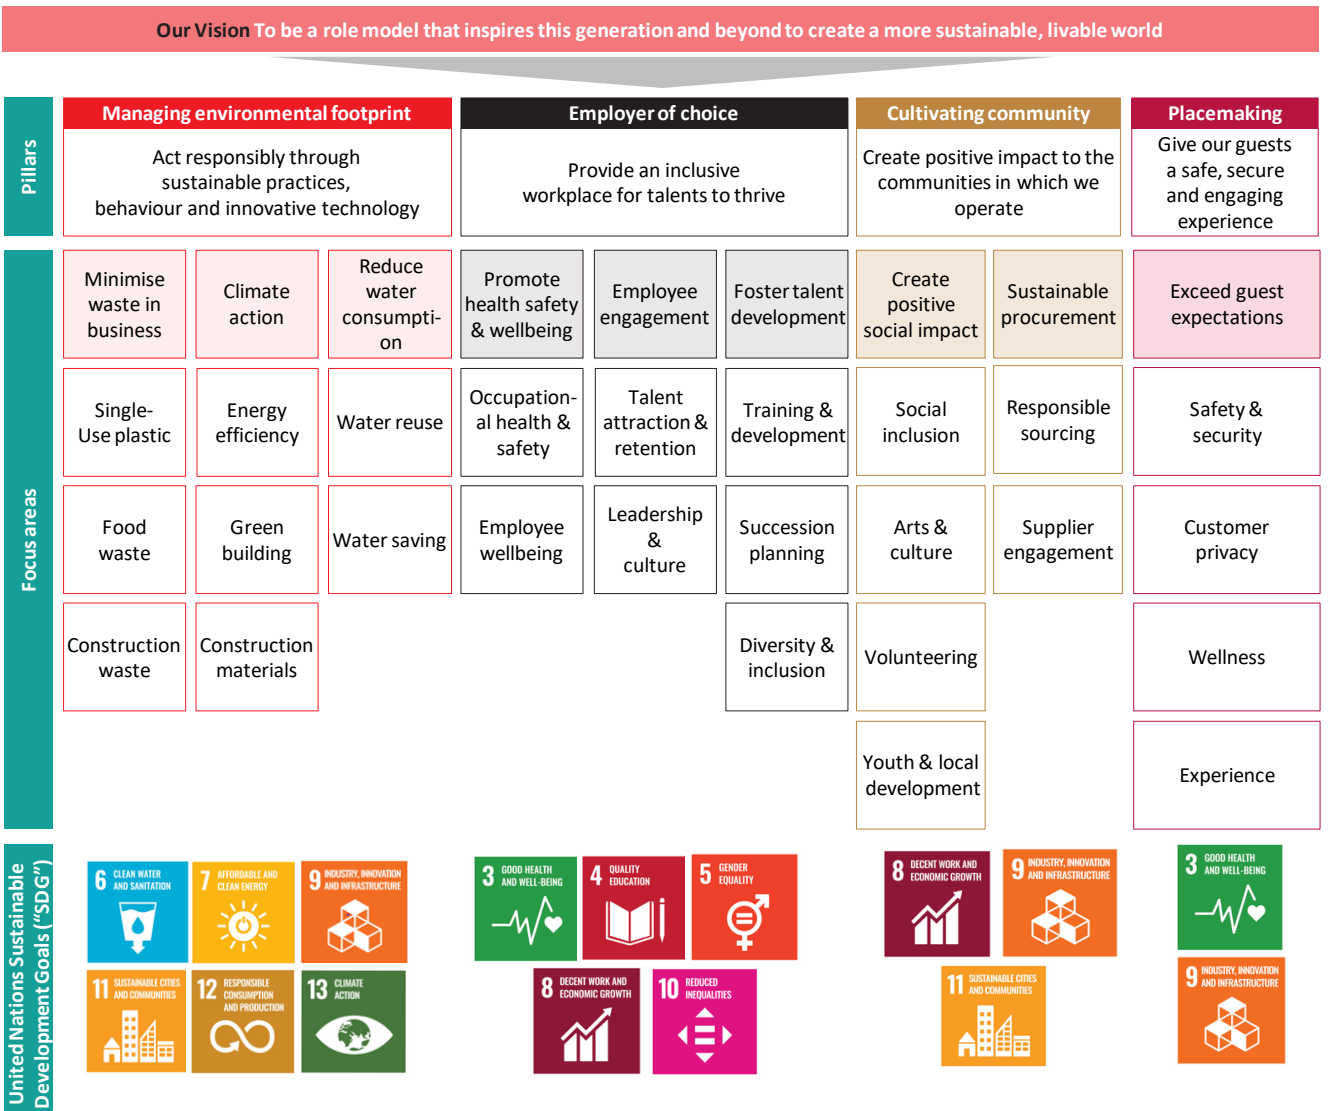 Our Vision To be a role model that inspires this generation and beyond to create a more sustainable, livable world
Pillars
Managing environmental footprint
Act responsibly through
sustainable practices,
behaviour and innovative technology
Employer of choice
Provide an inclusive
workplace for talents to thrive
Cultivating community
Create positive impact to the
communities in which we
operate
Placemaking
Give our guests
a safe, secure
and engaging
experience
Focus areas
Minimise
waste in
business
Climate
action
Reduce
water
consumpti-
on
Promote
health safety
& wellbeing
Employee
engagement
Foster talent
development
Create
positive
social impact
Sustainable
procurement
Exceed guest
expectations
Single-
Use plastic
Energy
efficiency
Water reuse
Occupation-
al health &
safety
Talent
attraction &
retention
Training &
development
Social
inclusion
Responsible
sourcing
Safety &
security
Food
waste
Green
building
Water saving
Employee
wellbeing
Leadership
&
culture
Succession
planning
Arts &
culture
Supplier
engagement
Customer
privacy
Construction
waste
Construction
materials
Diversity &
inclusion
Volunteering
Wellness
Youth & local
development
Experience
United Nations Sustainable
Development Goals ("SDG")
6 CLEAN WATER
AND SANITATION
7 AFFORDABLE AND
CLEAN ENERGY
9 INDUSTRY, INNOVATION
AND INFRASTRUCTURE
11 SUSTAINABLE CITIES
AND COMMUNITIES
12 RESPONSIBLE
CONSUMPTION
AND PRODUCTION
13 CLIMATE
ACTION
3 GOOD HEALTH
AND WELL-BEING
4 QUALITY
EDUCATION
5 GENDER
EQUALITY
8 DECENT WORK AND
ECONOMIC GROWTH
10 REDUCED
INEQUALITIES
8 DECENT WORK AND
ECONOMIC GROWTH
9 INDUSTRY, INNOVATION
AND INFRASTRUCTURE
11 SUSTAINABLE CITIES
AND COMMUNITIES
3 GOOD HEALTH
AND WELL-BEING
9 INDUSTRY, INNOVATION
AND INFRASTRUCTURE